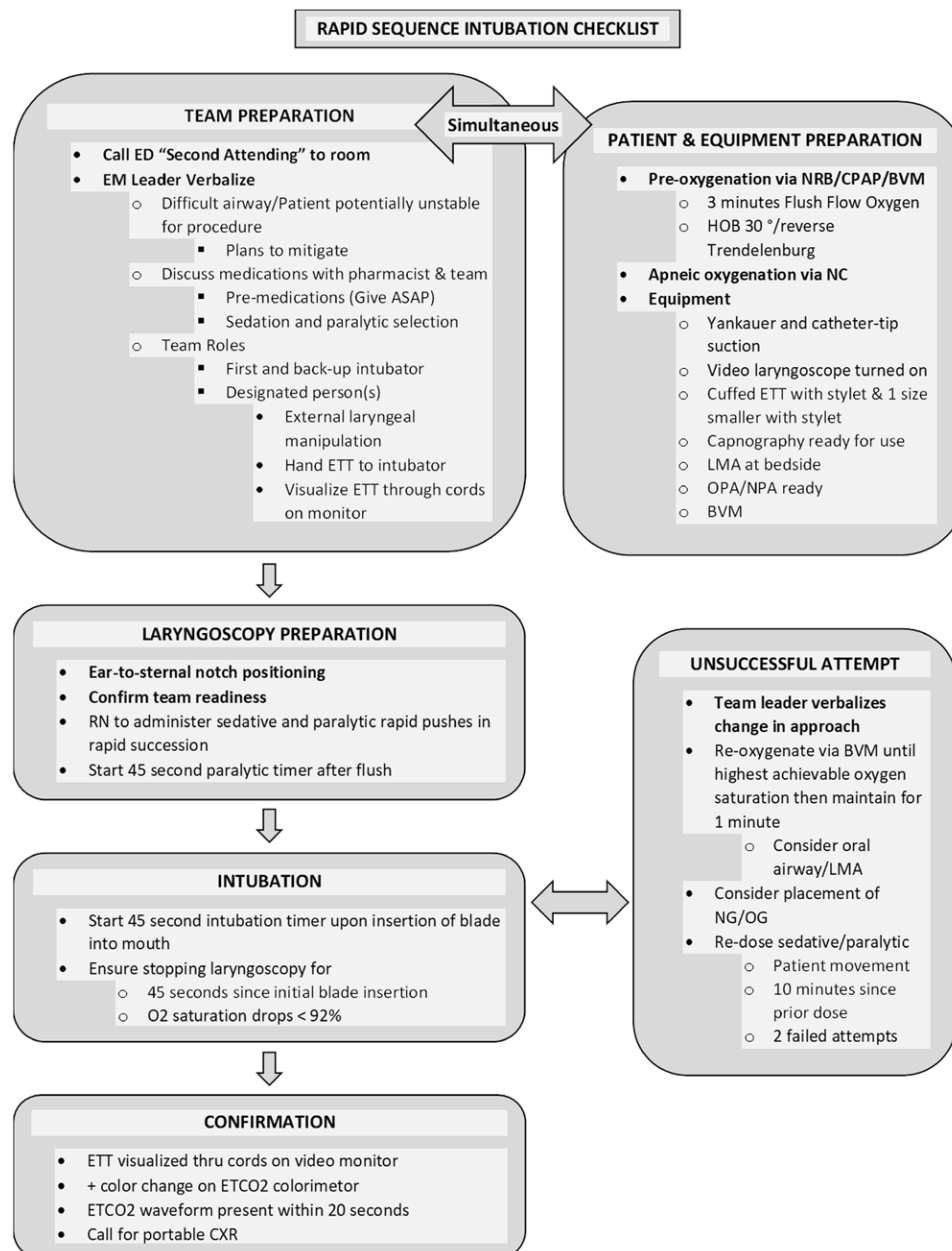 RAPID SEQUENCE INTUBATION CHECKLIST
TEAM PREPARATION
• Call ED “Second Attending” to room
• EM Leader Verbalize
o Difficult airway/Patient potentially unstable
for procedure
▪ Plans to mitigate
o Discuss medications with pharmacist & team
▪ Pre-medications (Give ASAP)
▪ Sedation and paralytic selection
o Team Roles
▪ First and back-up intubator
▪ Designated person(s)
• External laryngeal
manipulation
• Hand ETT to intubator
• Visualize ETT through cords
on monitor
Simultaneous
PATIENT & EQUIPMENT PREPARATION
• Pre-oxygenation via NRB/CPAP/BVM
o 3 minutes Flush Flow Oxygen
o HOB 30 °/reverse
Trendelenburg
• Apneic oxygenation via NC
• Equipment
o Yankauer and catheter-tip
suction
o Video laryngoscope turned on
o Cuffed ETT with stylet & 1 size
smaller with stylet
o Capnography ready for use
o LMA at bedside
o OPA/NPA ready
o BVM
LARYNGOSCOPY PREPARATION
• Ear-to-sternal notch positioning
• Confirm team readiness
• RN to administer sedative and paralytic rapid pushes in
rapid succession
• Start 45 second paralytic timer after flush
INTUBATION
• Start 45 second intubation timer upon insertion of blade
into mouth
• Ensure stopping laryngoscopy for
o 45 seconds since initial blade insertion
o O2 saturation drops < 92%
UNSUCCESSFUL ATTEMPT
• Team leader verbalizes
change in approach
• Re-oxygenate via BVM until
highest achievable oxygen
saturation then maintain for
1 minute
o Consider oral
airway/LMA
• Consider placement of
NG/OG
• Re-dose sedative/paralytic
o Patient movement
o 10 minutes since
prior dose
o 2 failed attempts
CONFIRMATION
• ETT visualized thru cords on video monitor
• + color change on ETCO2 colorimetor
• ETCO2 waveform present within 20 seconds
• Call for portable CXR